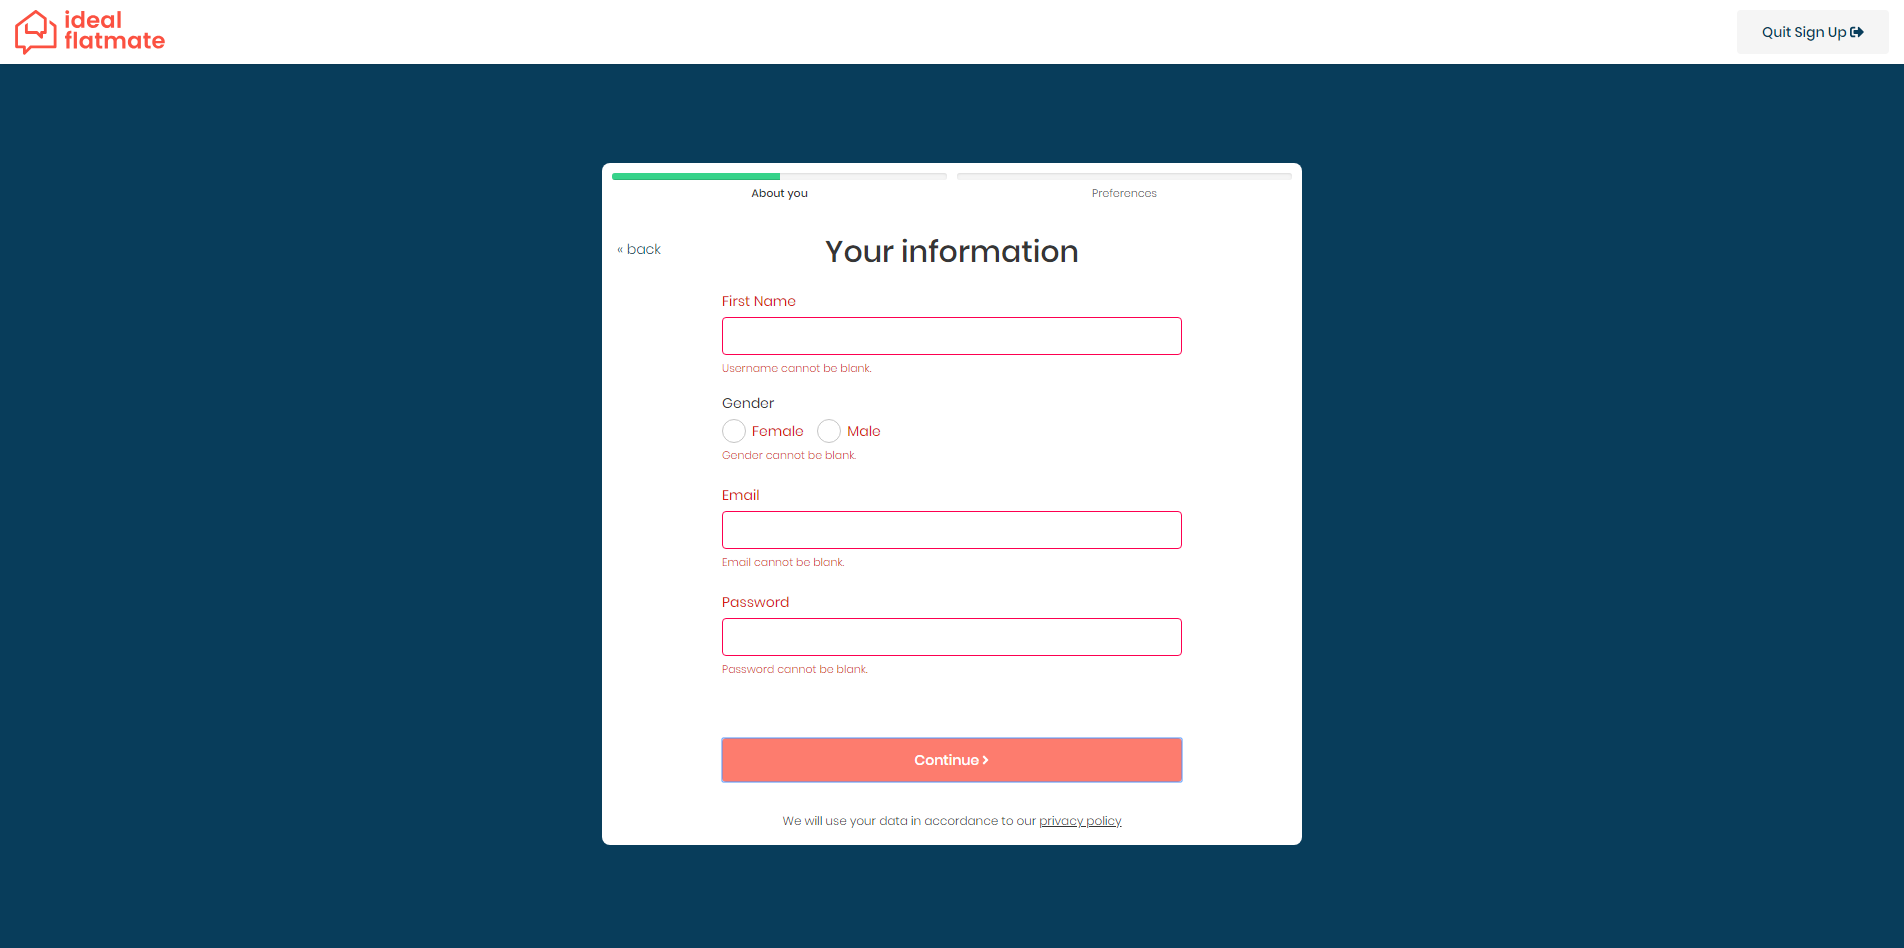 ideal
flatmate
Quit Sign Up
About you
Preferences
« back
Your information
First Name
Username cannot be blank.
Gender
Female
Male
Gender cannot be blank.
Email
Email cannot be blank.
Password
Password cannot be blank.
Continue
We will use your data in accordance to our privacy policy